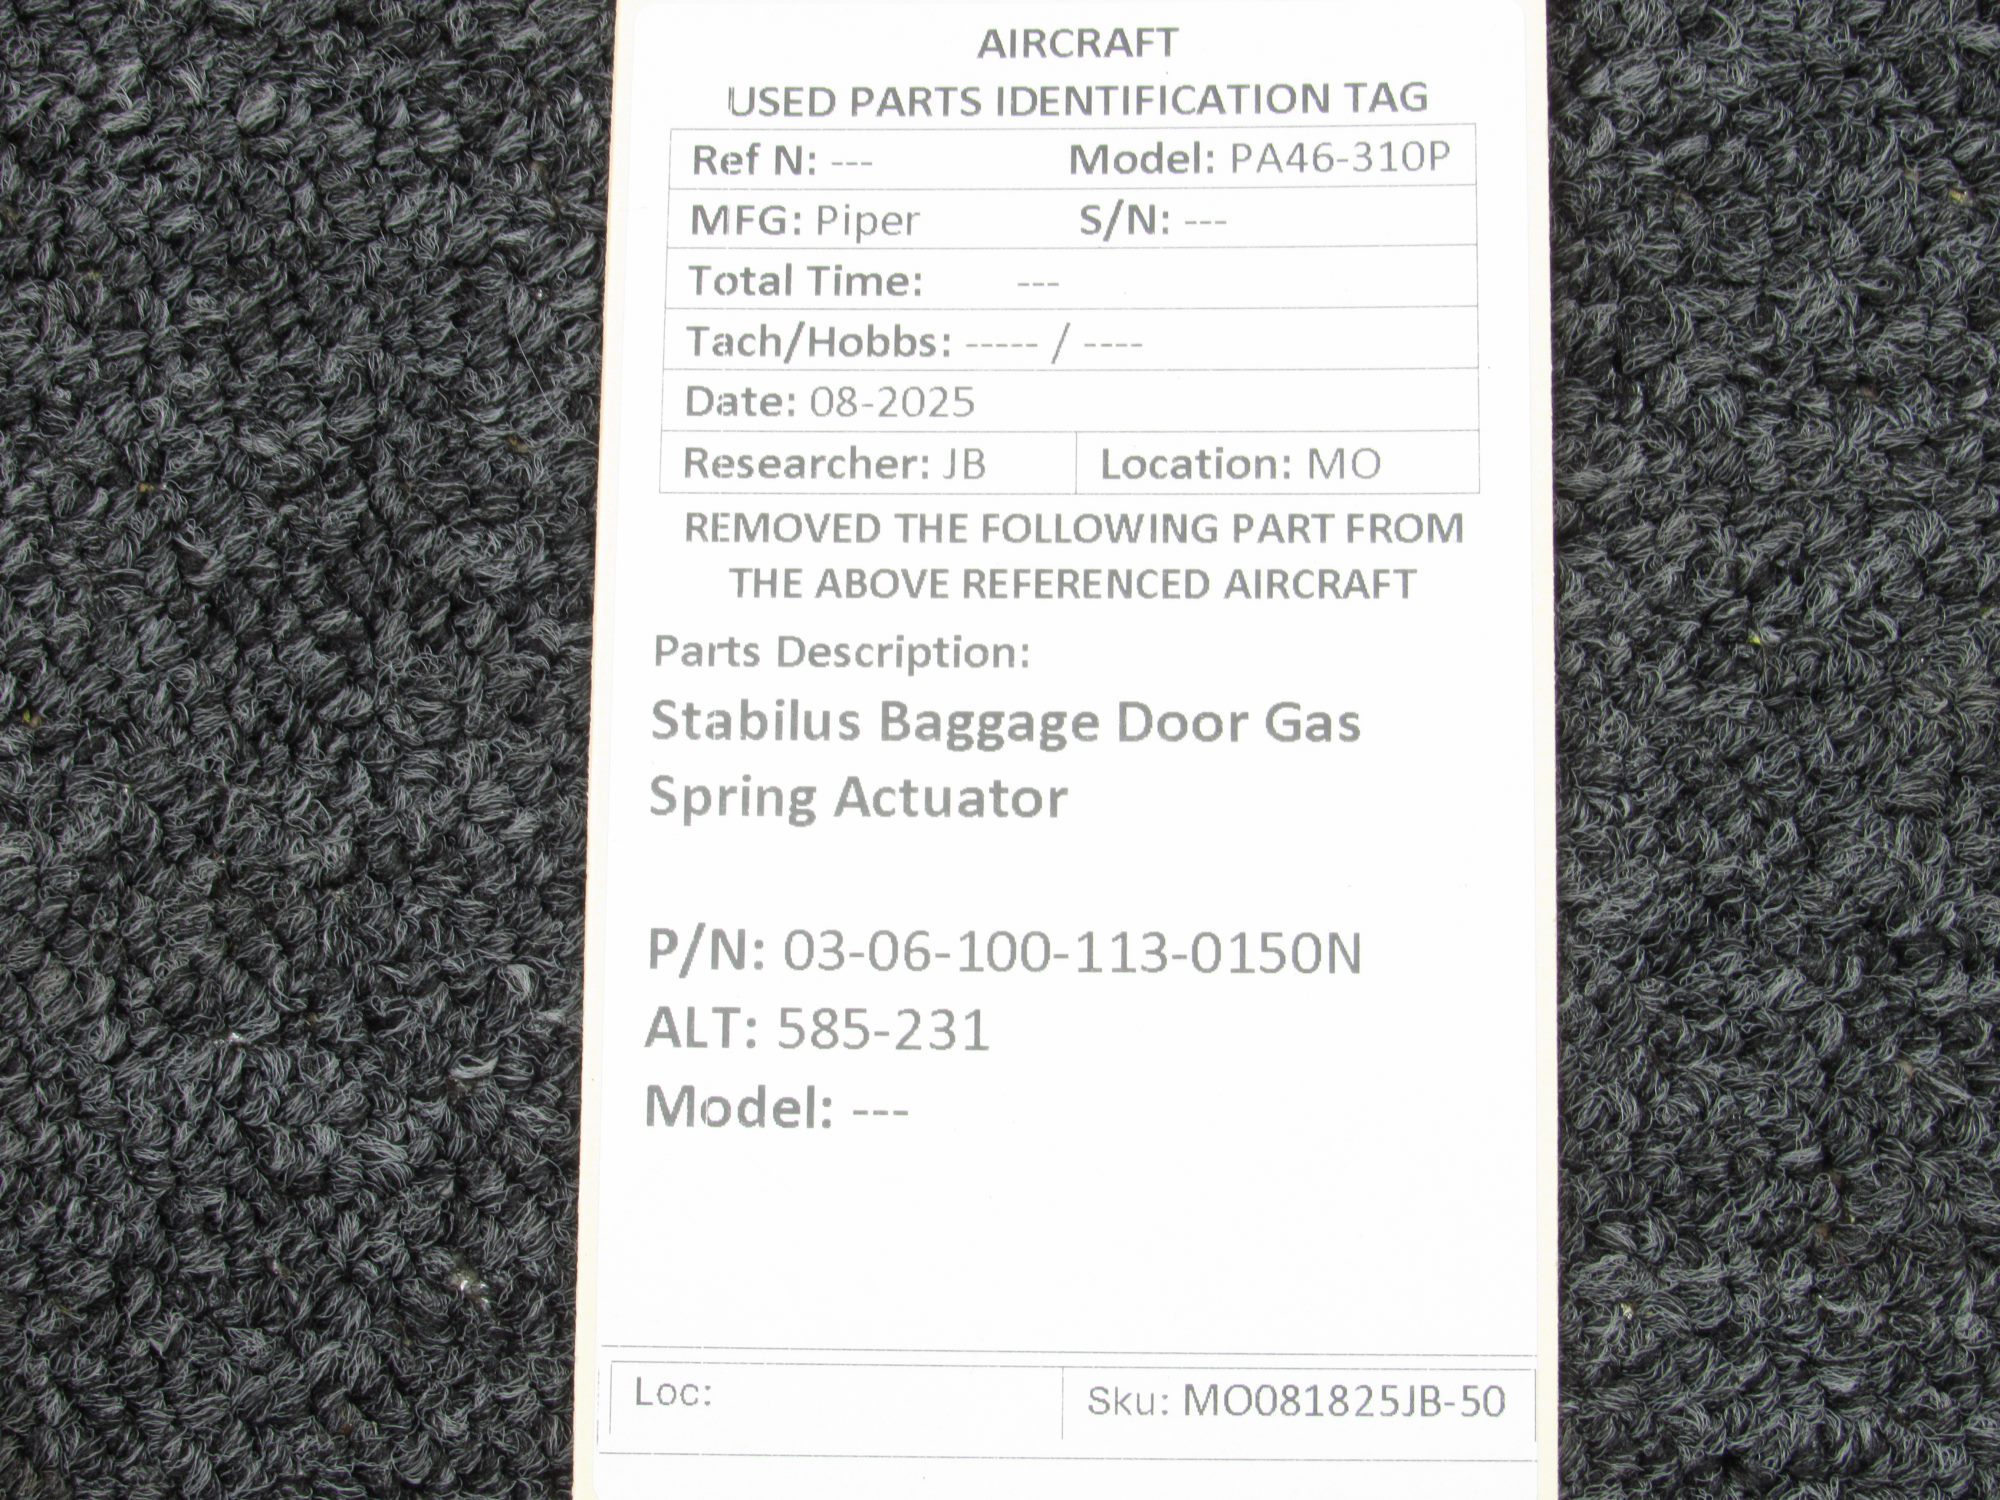 AIRCRAFT
USED PARTS IDENTIFICATION TAG
Ref N: --- Model: PA46-310P
MFG: Piper S/N: ---
Total Time: ---
Tach/Hobbs: ----- / ----
Date: 08-2025
Researcher: JB Location: MO
REMOVED THE FOLLOWING PART FROM
THE ABOVE REFERENCED AIRCRAFT
Parts Description:
Stabilus Baggage Door Gas
Spring Actuator
P/N: 03-06-100-113-0150N
ALT: 585-231
Model: ---
Loc: Sku: MO081825JB-50